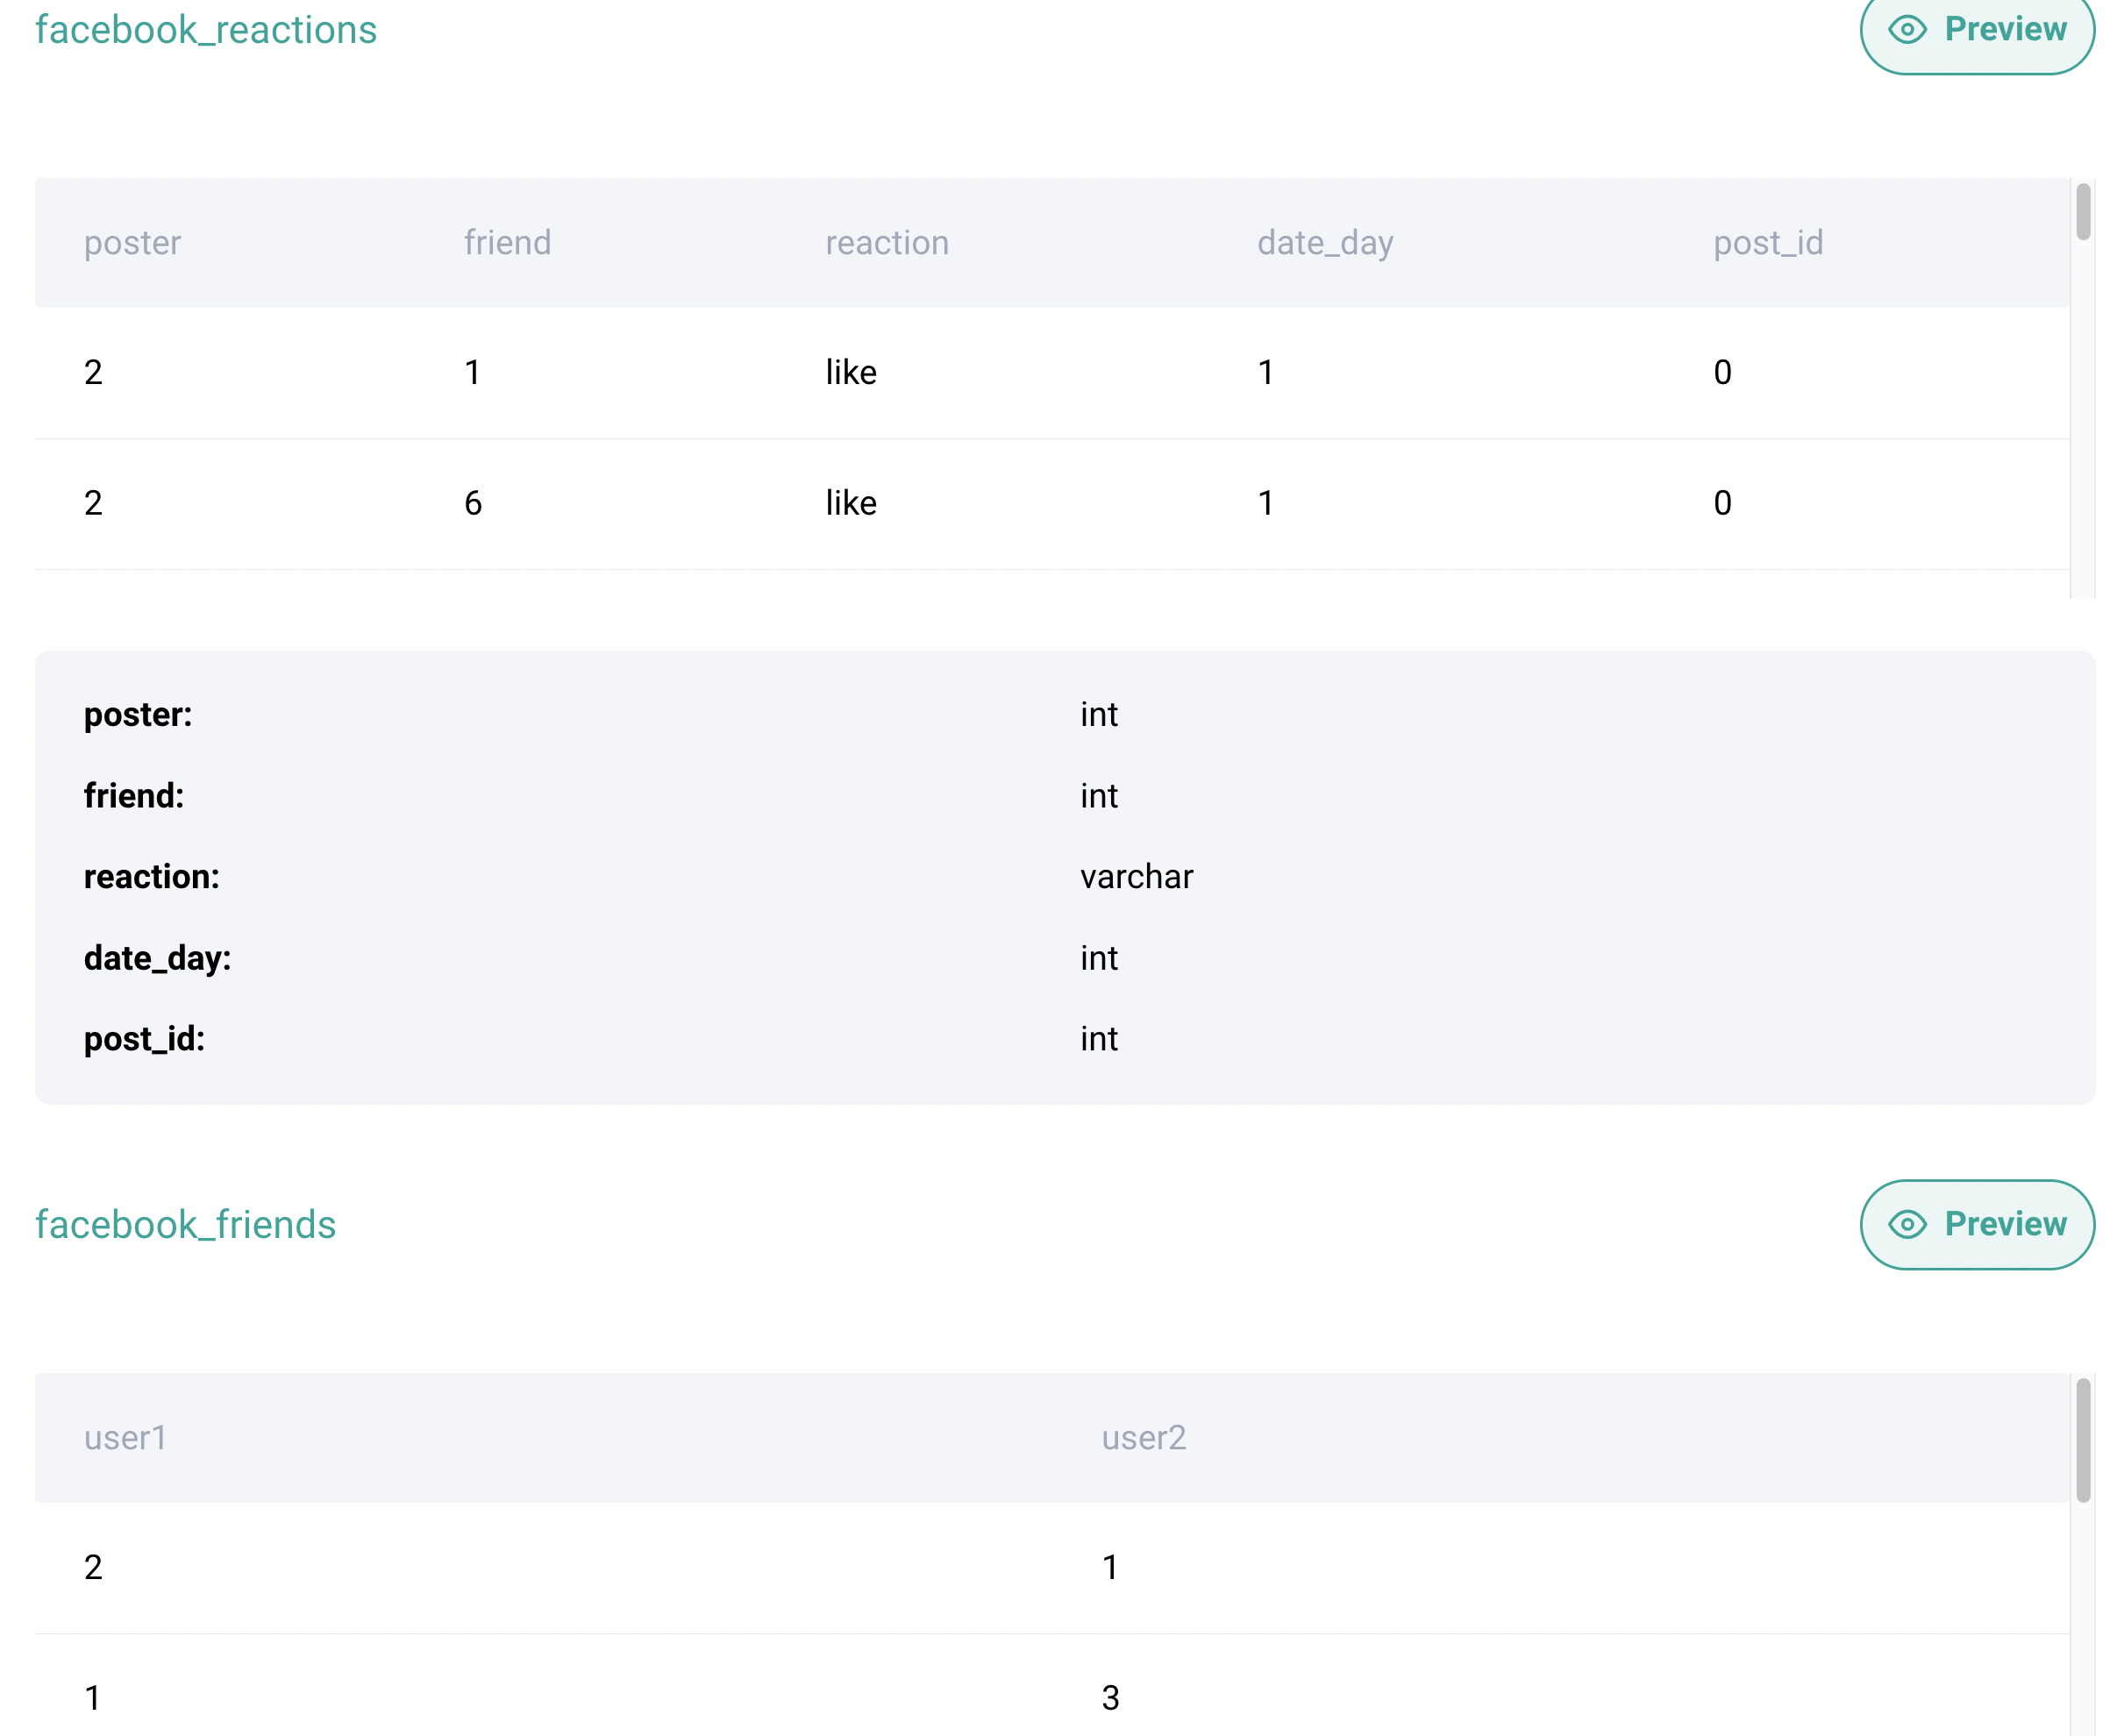 facebook_reactions Preview
poster friend reaction date_day post_id
2 1 like 1 0
2 6 like 1 0
poster: int
friend: int
reaction: varchar
date_day: int
post_id: int
facebook_friends Preview
user1 user2
2 1
1 3